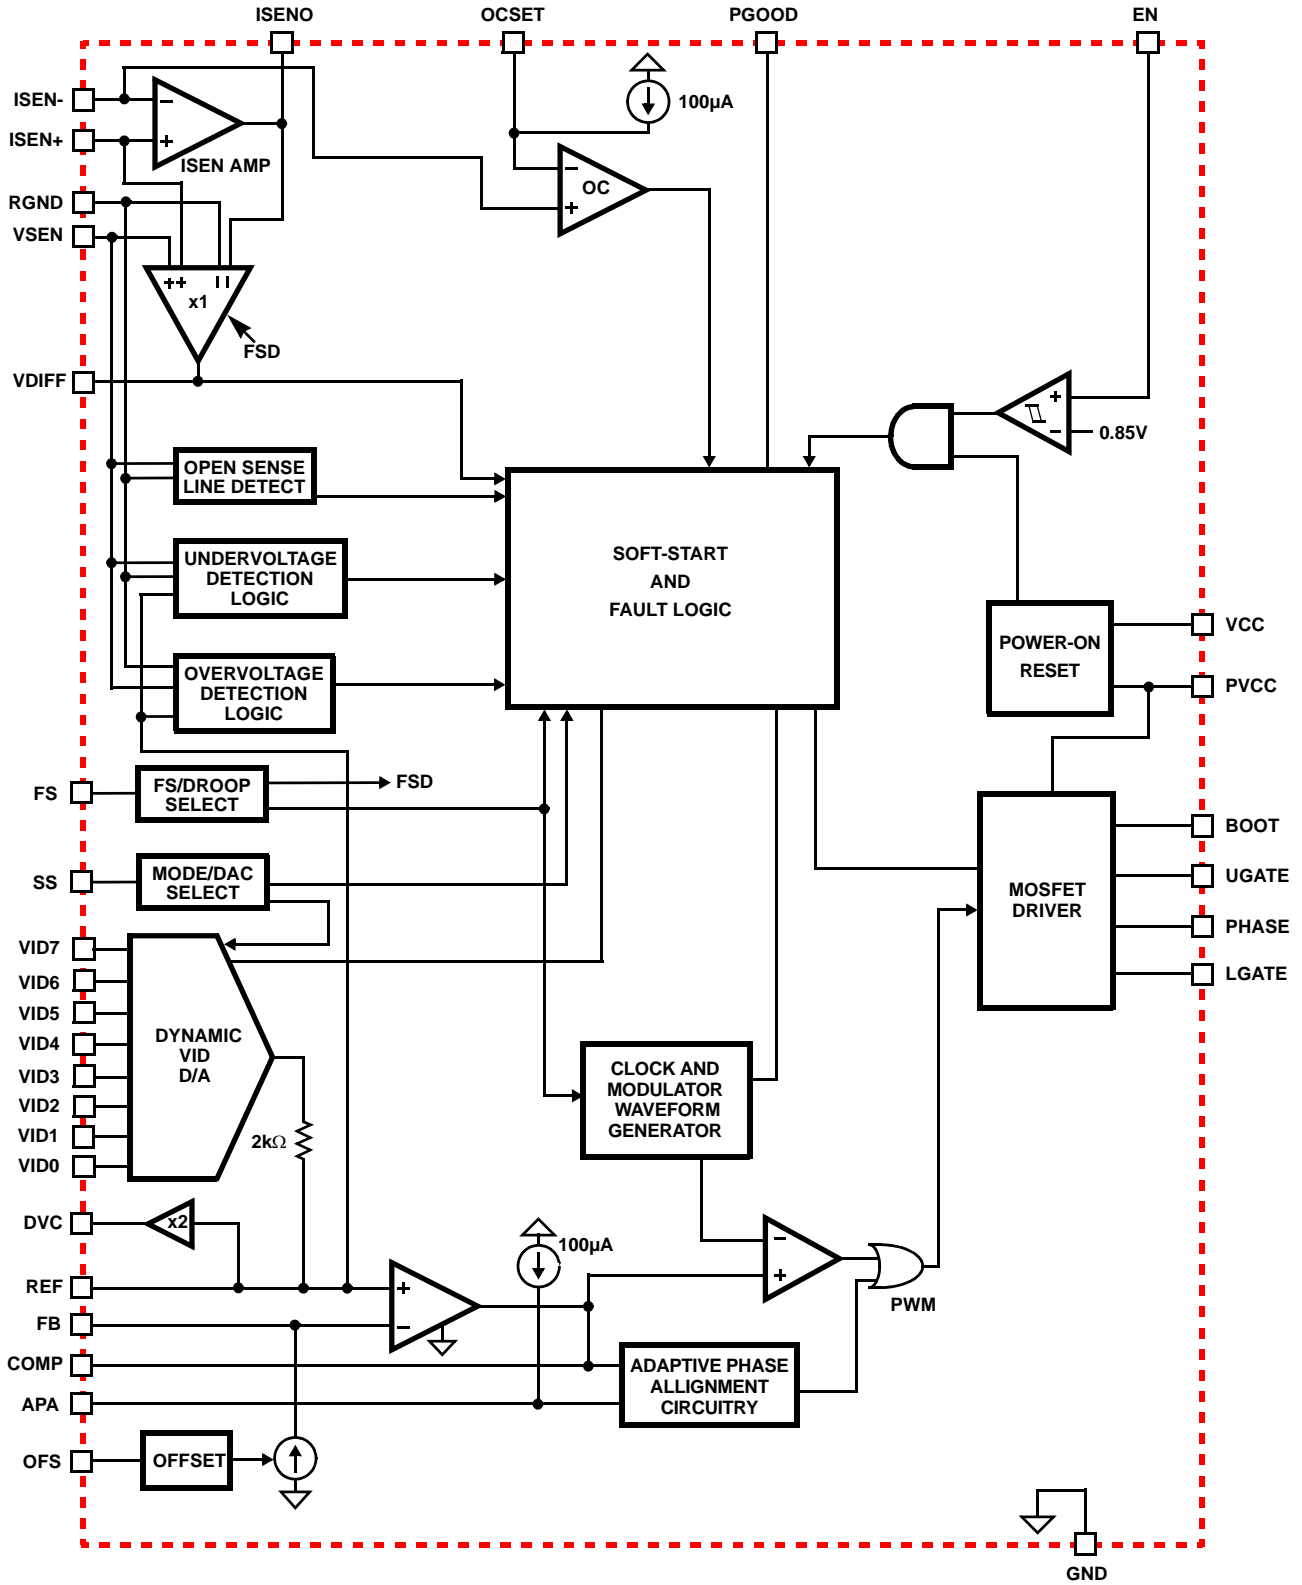 ISENO
OCSET
PGOOD
EN
ISEN-
ISEN+
RGND
VSEN
−
+
ISEN AMP
100µA
−
OC
+
++
x1
FSD
VDIFF
+
−
0.85V
OPEN SENSE
LINE DETECT
UNDERVOLTAGE
DETECTION
LOGIC
OVERVOLTAGE
DETECTION
LOGIC
SOFT-START
AND
FAULT LOGIC
POWER-ON
RESET
VCC
PVCC
FS
FS/DROOP
SELECT
FSD
SS
MODE/DAC
SELECT
MOSFET
DRIVER
BOOT
UGATE
PHASE
LGATE
VID7
VID6
VID5
VID4
VID3
VID2
VID1
VID0
DYNAMIC
VID
D/A
2kΩ
CLOCK AND
MODULATOR
WAVEFORM
GENERATOR
DVC
x2
100µA
REF
+
−
FB
−
+
PWM
COMP
APA
ADAPTIVE PHASE
ALLIGNMENT
CIRCUITRY
OFS
OFFSET
GND